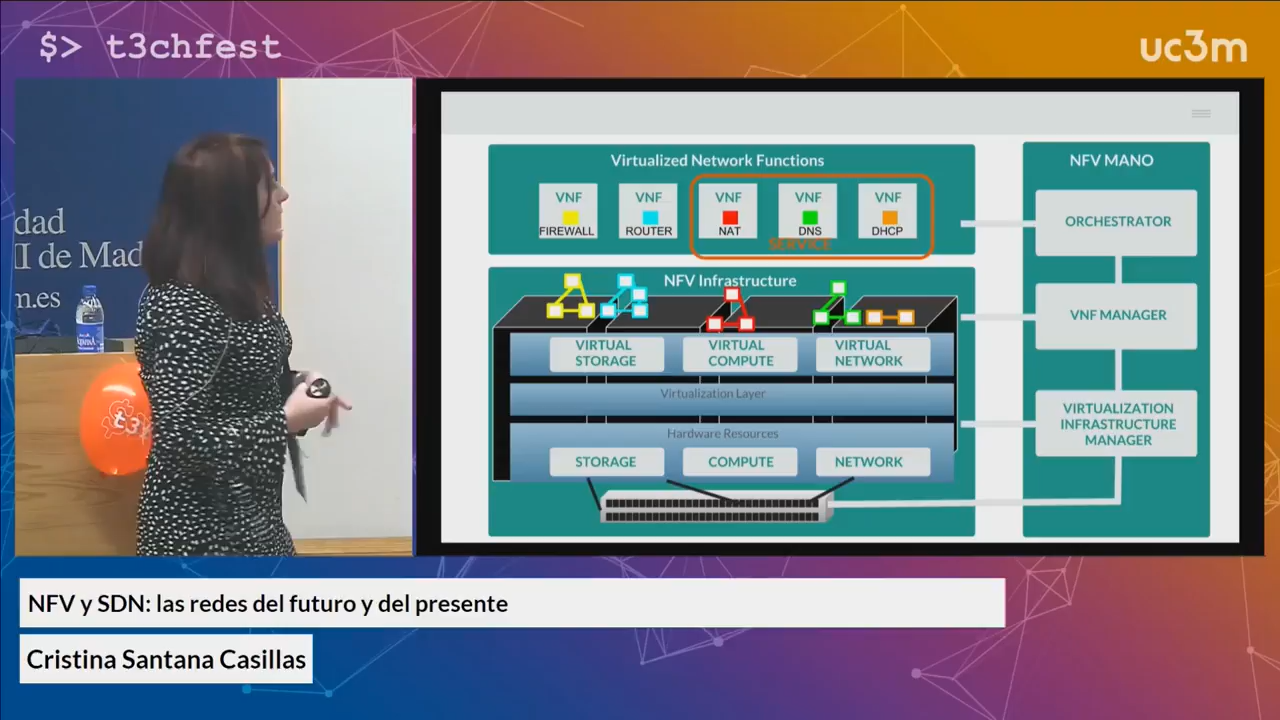 $> t3chfest
uc3m
dad
II de Mad
m.es
t3
Virtualized Network Functions
VNF
FIREWALL
VNF
ROUTER
VNF
NAT
VNF
DNS
VNF
DHCP
SERVICE
NFV Infrastructure
VIRTUAL
STORAGE
VIRTUAL
COMPUTE
VIRTUAL
NETWORK
Virtualization Layer
Hardware Resources
STORAGE
COMPUTE
NETWORK
NFV MANO
ORCHESTRATOR
VNF MANAGER
VIRTUALIZATION
INFRASTRUCTURE
MANAGER
NFV y SDN: las redes del futuro y del presente
Cristina Santana Casillas